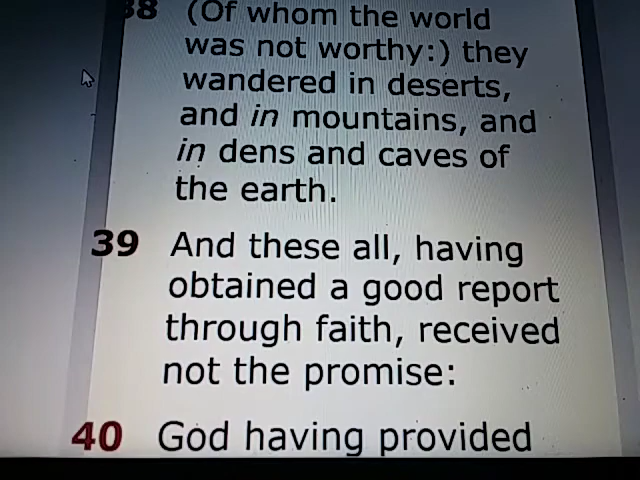 38 (Of whom the world
was not worthy:) they
wandered in deserts,
and in mountains, and
in dens and caves of
the earth.
39 And these all, having
obtained a good report
through faith, received
not the promise:
40 God having provided